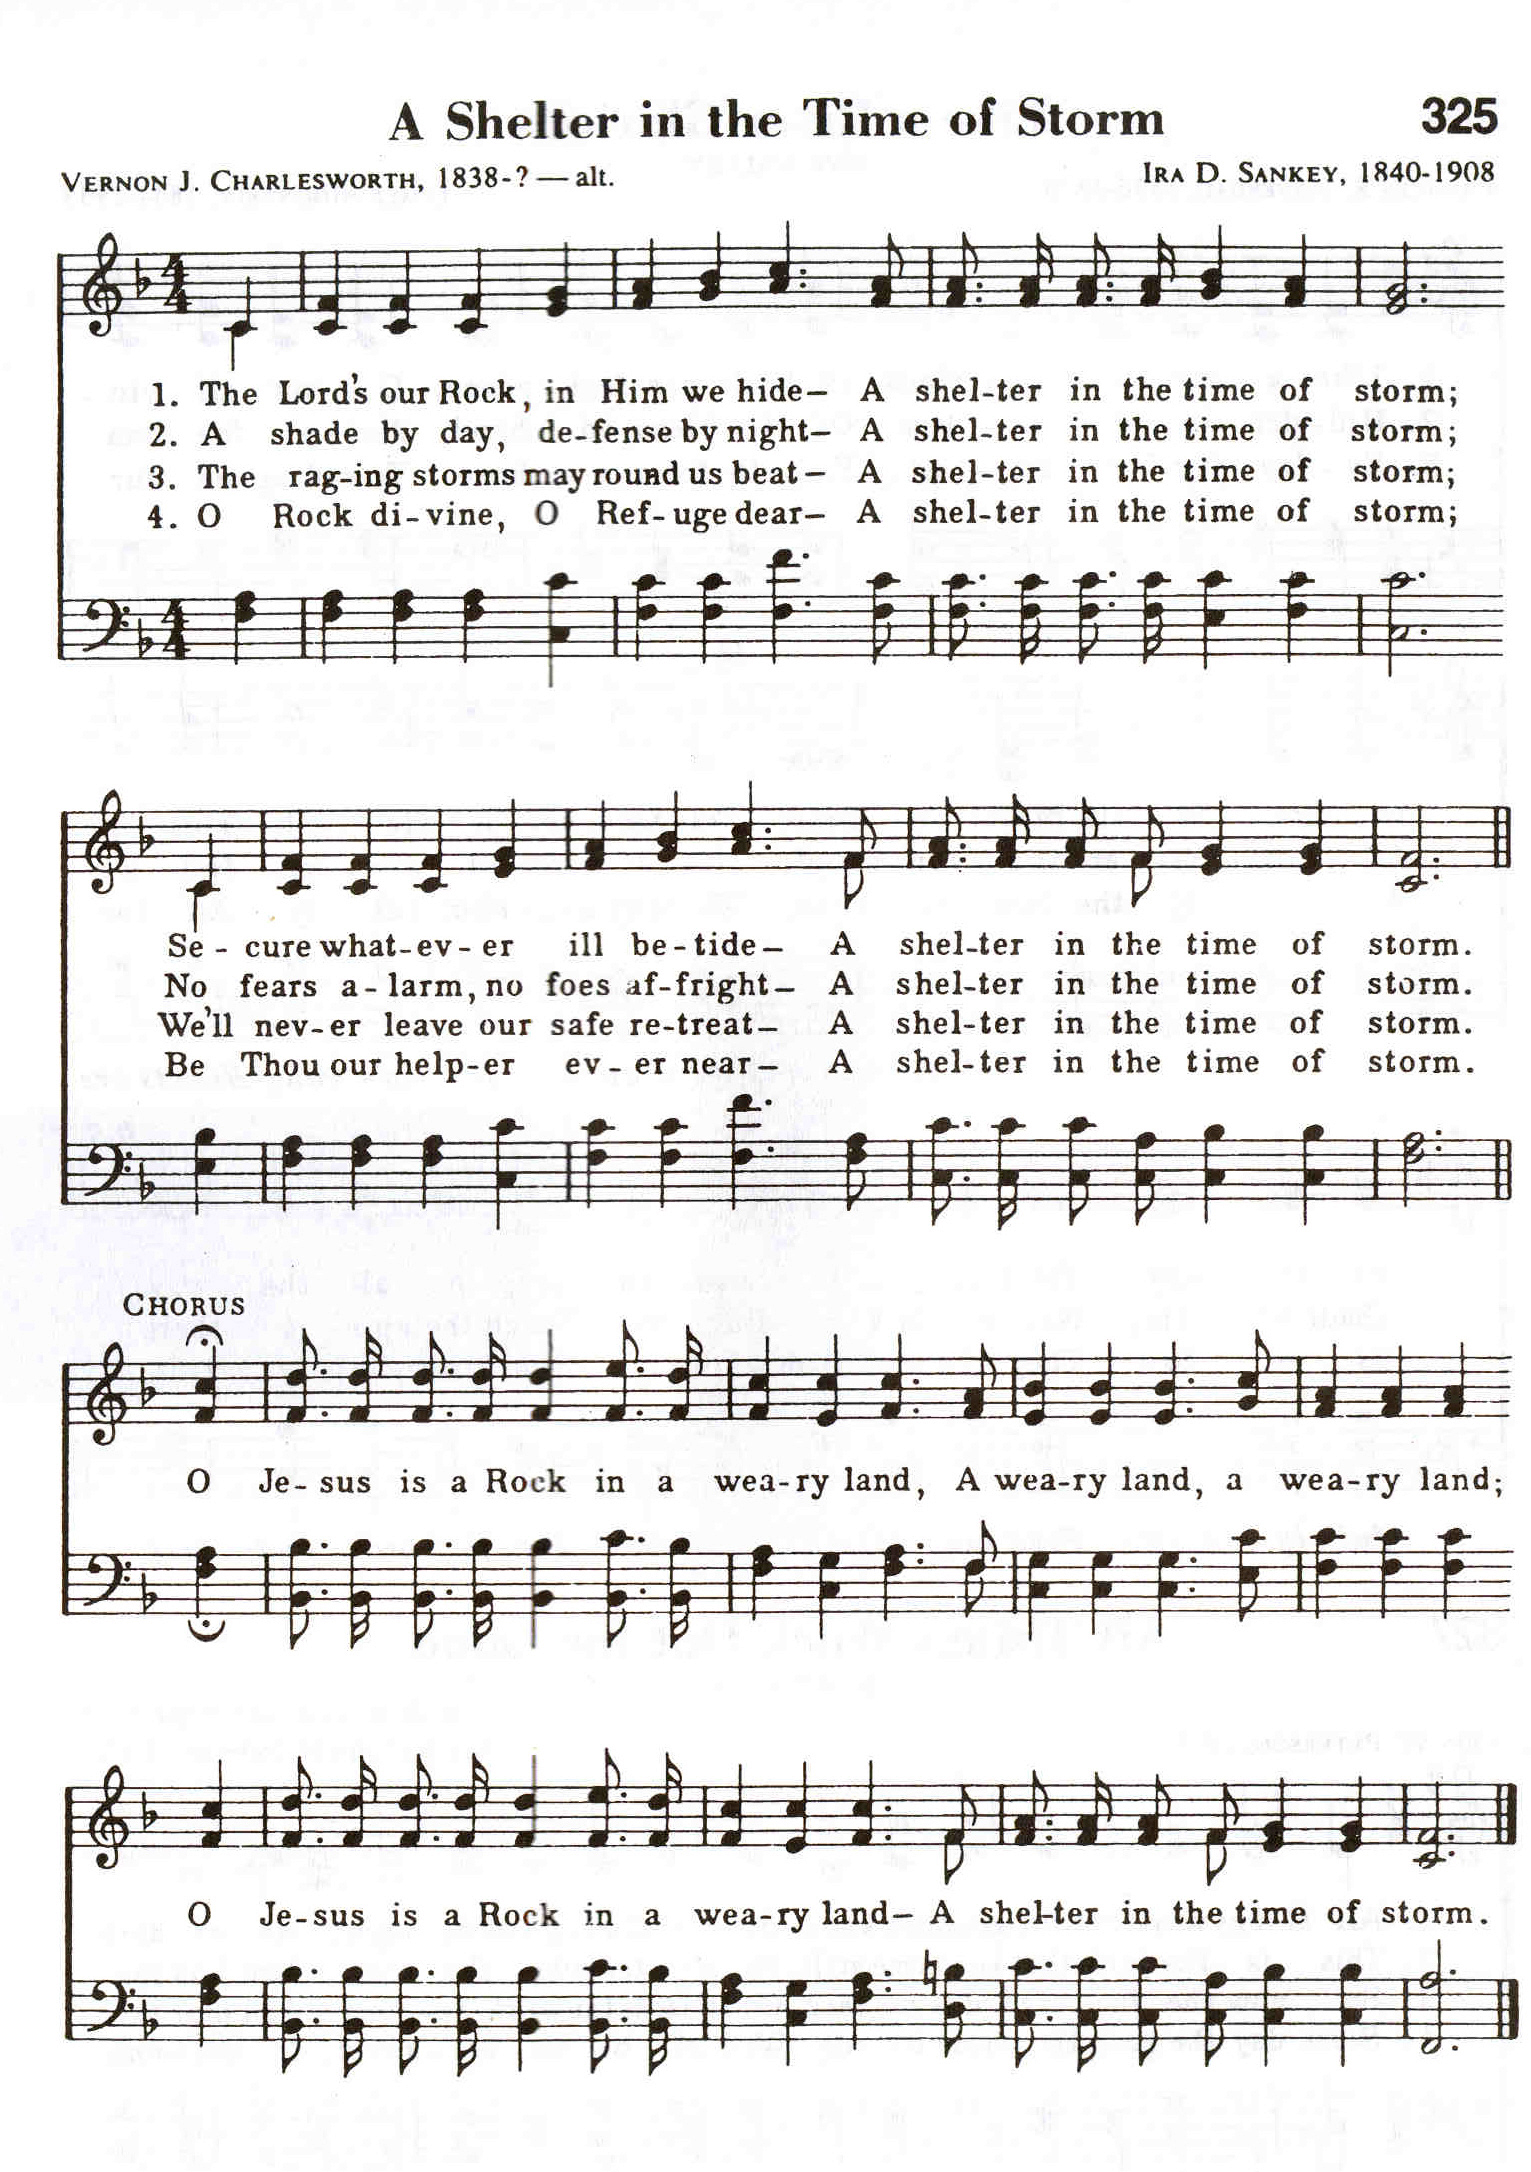 A Shelter in the Time of Storm 325
VERNON J. CHARLESWORTH, 1838-? — alt. IRA D. SANKEY, 1840-1908
1. The Lord's our Rock, in Him we hide– A shel-ter in the time of storm;
2. A shade by day, de-fense by night– A shel-ter in the time of storm;
3. The rag-ing storms may round us beat– A shel-ter in the time of storm;
4. O Rock di-vine, O Ref-uge dear– A shel-ter in the time of storm;
Se-cure what-ev-er ill be-tide– A shel-ter in the time of storm.
No fears a-larm, no foes af-fright– A shel-ter in the time of storm.
We'll nev-er leave our safe re-treat– A shel-ter in the time of storm.
Be Thou our help-er ev-er near– A shel-ter in the time of storm.
CHORUS
O Je-sus is a Rock in a wea-ry land, A wea-ry land, a wea-ry land;
O Je-sus is a Rock in a wea-ry land– A shel-ter in the time of storm.